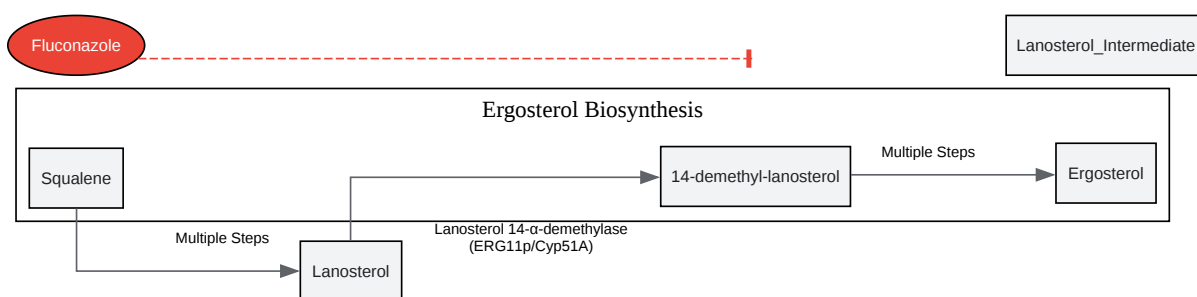 Fluconazole
Lanosterol_Intermediate
Ergosterol Biosynthesis
Squalene
14-demethyl-lanosterol
Multiple Steps
Ergosterol
Multiple Steps
Lanosterol 14-α-demethylase
(ERG11p/Cyp51A)
Lanosterol